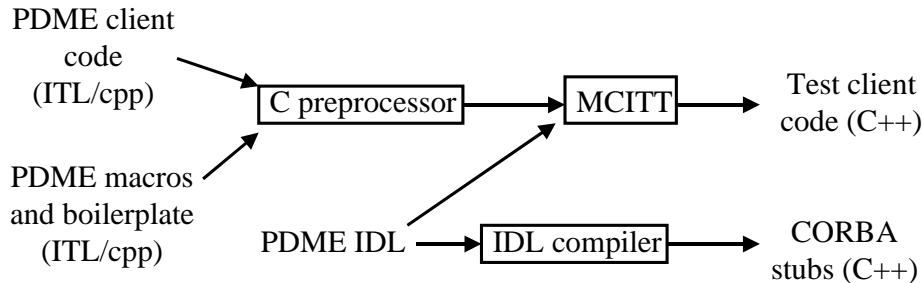 PDME client
code
(ITL/cpp)
C preprocessor
MCITT
Test client
code (C++)
PDME macros
and boilerplate
(ITL/cpp)
PDME IDL
IDL compiler
CORBA
stubs (C++)